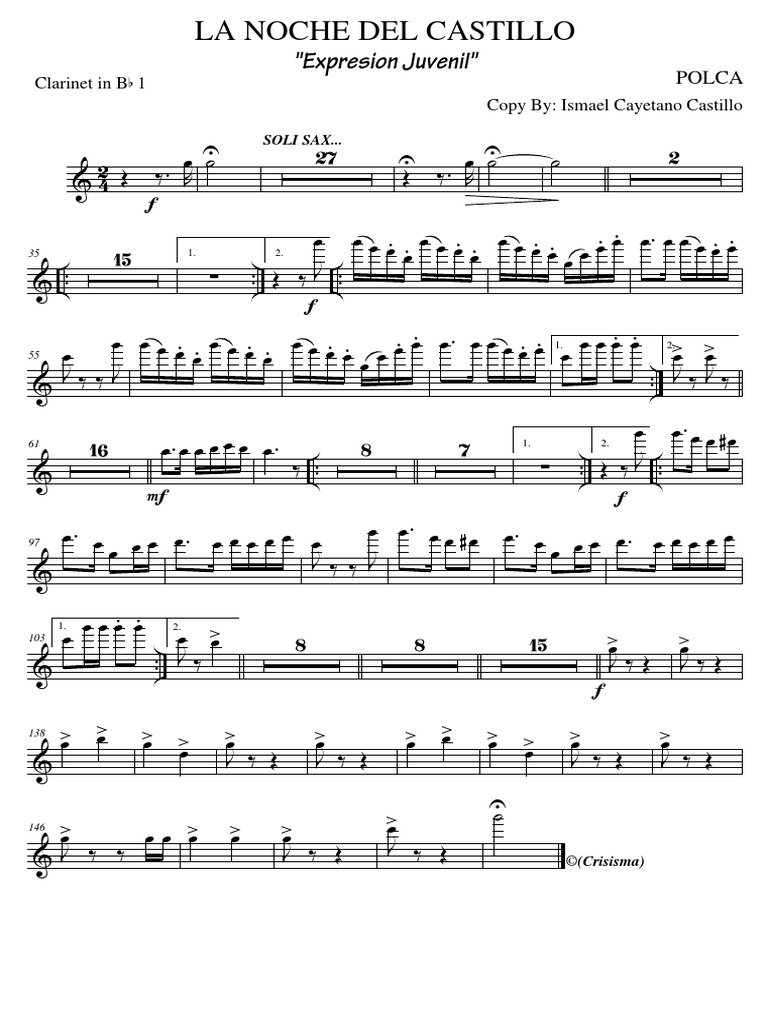 LA NOCHE DEL CASTILLO
"Expresion Juvenil"
Clarinet in B♭ 1
POLCA
Copy By: Ismael Cayetano Castillo
SOLI SAX...
27
2
2
4
f
35
15
1.
2.
f
55
1.
2.
61
16
mf
8
7
1.
2.
f
97
103
1.
2.
8
8
15
f
138
146
©(Crisisma)